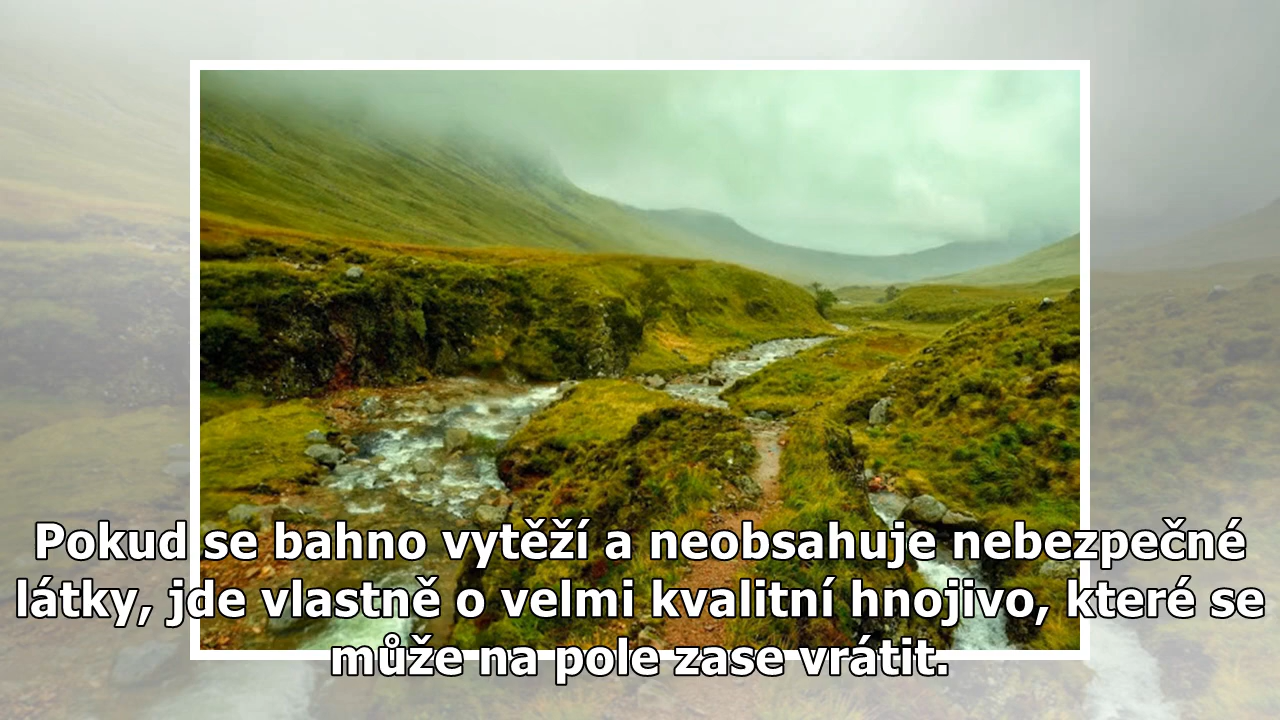 Pokud se bahno vytěží a neobsahuje nebezpečné
látky, jde vlastně o velmi kvalitní hnojivo, které se
může na pole zase vrátit.